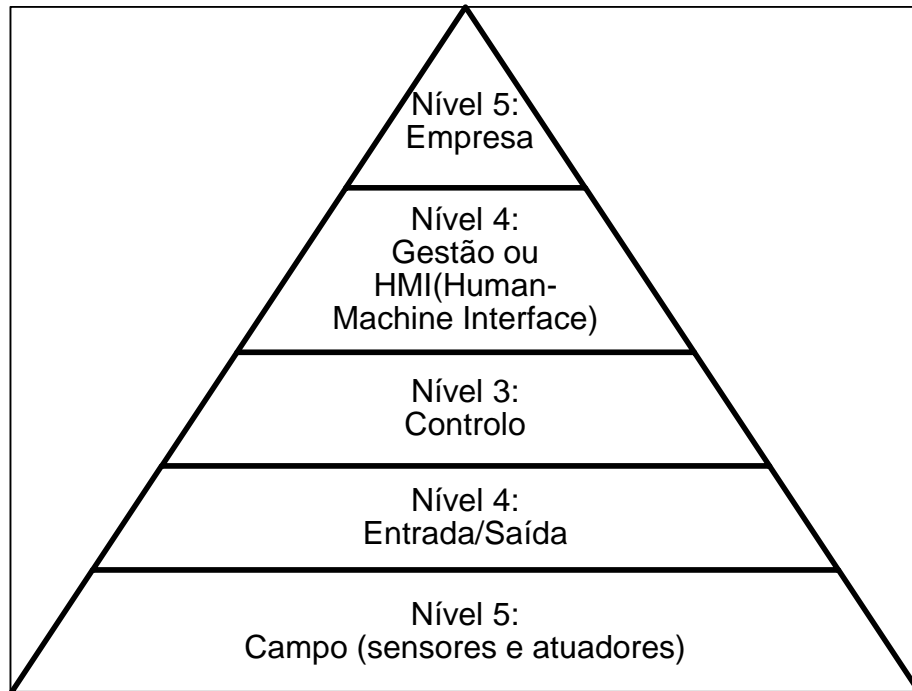 Nível 5:
Empresa
Nível 4:
Gestão ou
HMI(Human-
Machine Interface)
Nível 3:
Controlo
Nível 4:
Entrada/Saída
Nível 5:
Campo (sensores e atuadores)